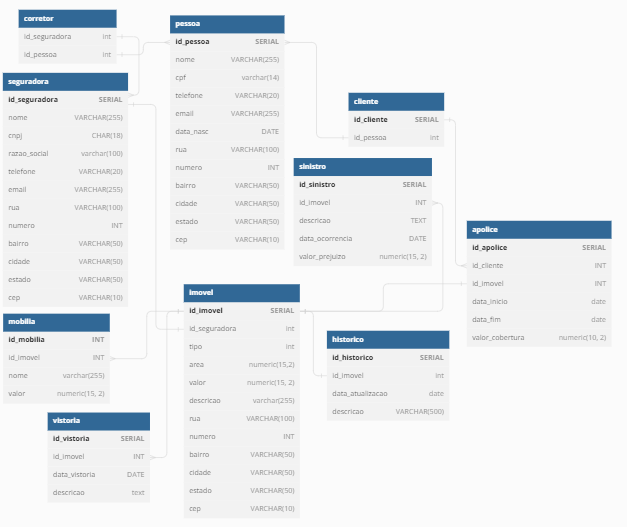 corretor
id_seguradora int
id_pessoa int
seguradora
id_seguradora SERIAL
nome VARCHAR(255)
cnpj CHAR(18)
razao_social varchar(100)
telefone VARCHAR(20)
email VARCHAR(255)
rua VARCHAR(100)
numero INT
bairro VARCHAR(50)
cidade VARCHAR(50)
estado VARCHAR(50)
cep VARCHAR(10)
pessoa
id_pessoa SERIAL
nome VARCHAR(255)
cpf varchar(14)
telefone VARCHAR(20)
email VARCHAR(255)
data_nasc DATE
rua VARCHAR(100)
numero INT
bairro VARCHAR(50)
cidade VARCHAR(50)
estado VARCHAR(50)
cep VARCHAR(10)
cliente
id_cliente SERIAL
id_pessoa int
sinistro
id_sinistro SERIAL
id_imovel INT
descricao TEXT
data_ocorrencia DATE
valor_prejuizo numeric(15, 2)
apolice
id_apolice SERIAL
id_cliente INT
id_imovel INT
data_inicio date
data_fim date
valor_cobertura numeric(10, 2)
mobilia
id_mobilia INT
id_imovel INT
nome varchar(255)
valor numeric(15, 2)
imovel
id_imovel SERIAL
id_seguradora int
tipo int
area numeric(15,2)
valor numeric(15, 2)
descricao varchar(255)
rua VARCHAR(100)
numero INT
bairro VARCHAR(50)
cidade VARCHAR(50)
estado VARCHAR(50)
cep VARCHAR(10)
historico
id_historico SERIAL
id_imovel int
data_atualizacao date
descricao VARCHAR(500)
vistoria
id_vistoria SERIAL
id_imovel INT
data_vistoria DATE
descricao text